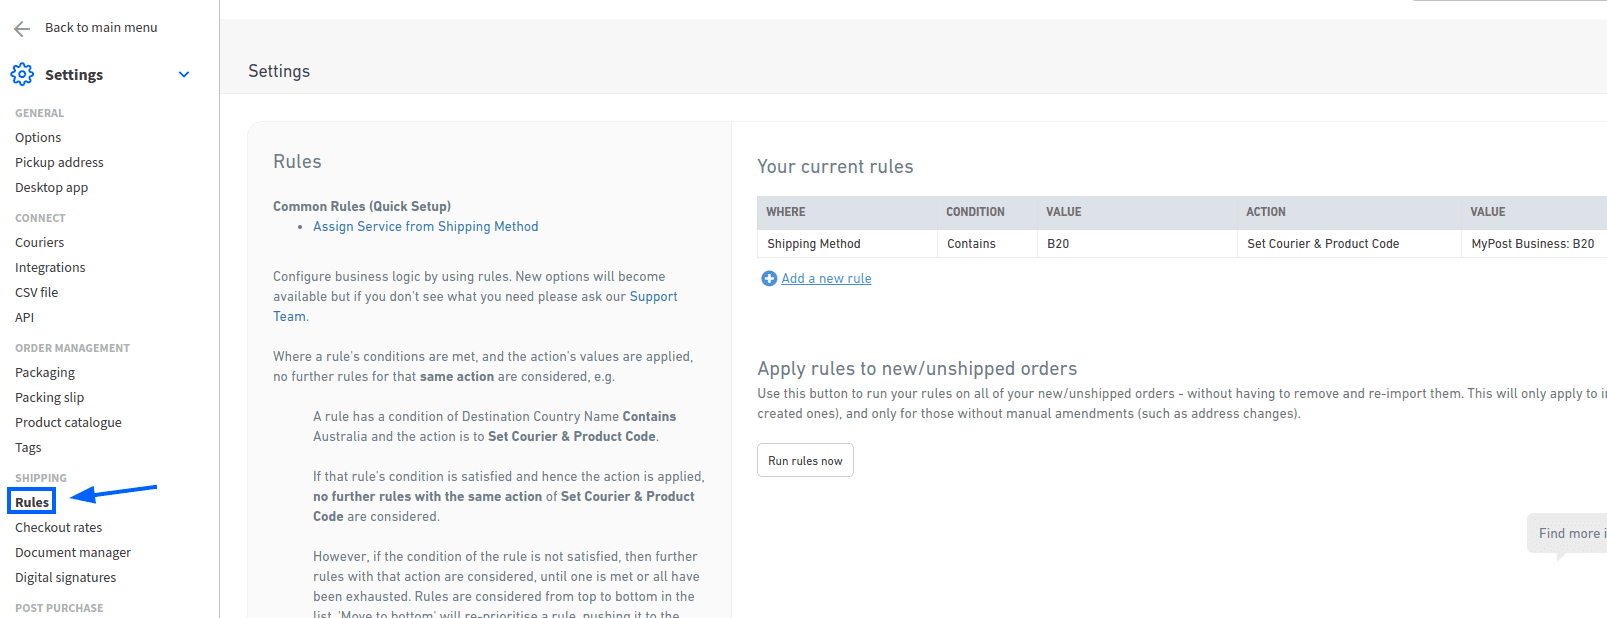 Back to main menu
Settings
GENERAL
Options
Pickup address
Desktop app
CONNECT
Couriers
Integrations
CSV file
API
ORDER MANAGEMENT
Packaging
Packing slip
Product catalogue
Tags
SHIPPING
Rules
Checkout rates
Document manager
Digital signatures
POST PURCHASE
Settings
Rules
Common Rules (Quick Setup)
• Assign Service from Shipping Method
Configure business logic by using rules. New options will become
available but if you don't see what you need please ask our Support
Team.
Where a rule's conditions are met, and the action's values are applied,
no further rules for that same action are considered, e.g.
A rule has a condition of Destination Country Name Contains
Australia and the action is to Set Courier & Product Code.
If that rule's condition is satisfied and hence the action is applied,
no further rules with the same action of Set Courier & Product
Code are considered.
However, if the condition of the rule is not satisfied, then further
rules with that action are considered, until one is met or all have
been exhausted. Rules are considered from top to bottom in the
list. 'Move to bottom' will re-prioritise a rule, pushing it to the
Your current rules
WHERE CONDITION VALUE ACTION VALUE
Shipping Method Contains B20 Set Courier & Product Code MyPost Business: B20
Add a new rule
Apply rules to new/unshipped orders
Use this button to run your rules on all of your new/unshipped orders - without having to remove and re-import them. This will only apply to
created ones), and only for those without manual amendments (such as address changes).
Run rules now
Find more